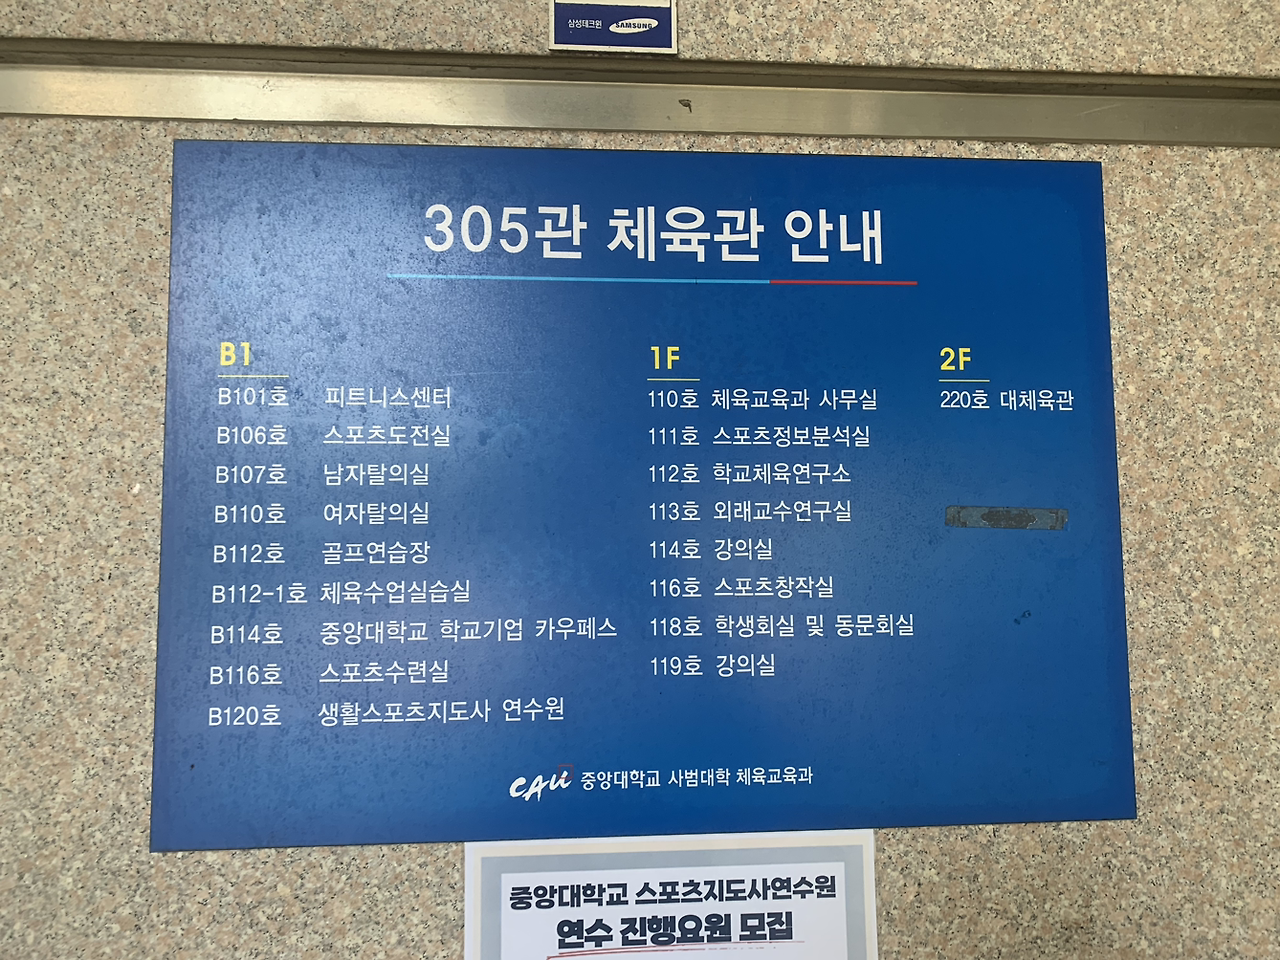 삼성테크윈 SAMSUNG
305관 체육관 안내
B1
B101호 피트니스센터
B106호 스포츠도전실
B107호 남자탈의실
B110호 여자탈의실
B112호 골프연습장
B112-1호 체육수업실습실
B114호 중앙대학교 학교기업 카우페스
B116호 스포츠수련실
B120호 생활스포츠지도사 연수원
1F
110호 체육교육과 사무실
111호 스포츠정보분석실
112호 학교체육연구소
113호 외래교수연구실
114호 강의실
116호 스포츠창작실
118호 학생회실 및 동문회실
119호 강의실
2F
220호 대체육관
CAU 중앙대학교 사범대학 체육교육과
중앙대학교 스포츠지도사연수원
연수 진행요원 모집